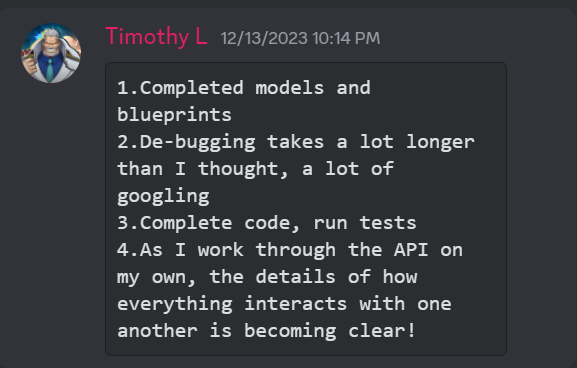 Timothy L 12/13/2023 10:14 PM
1.Completed models and
blueprints
2.De-bugging takes a lot longer
than I thought, a lot of
googling
3.Complete code, run tests
4.As I work through the API on
my own, the details of how
everything interacts with one
another is becoming clear!